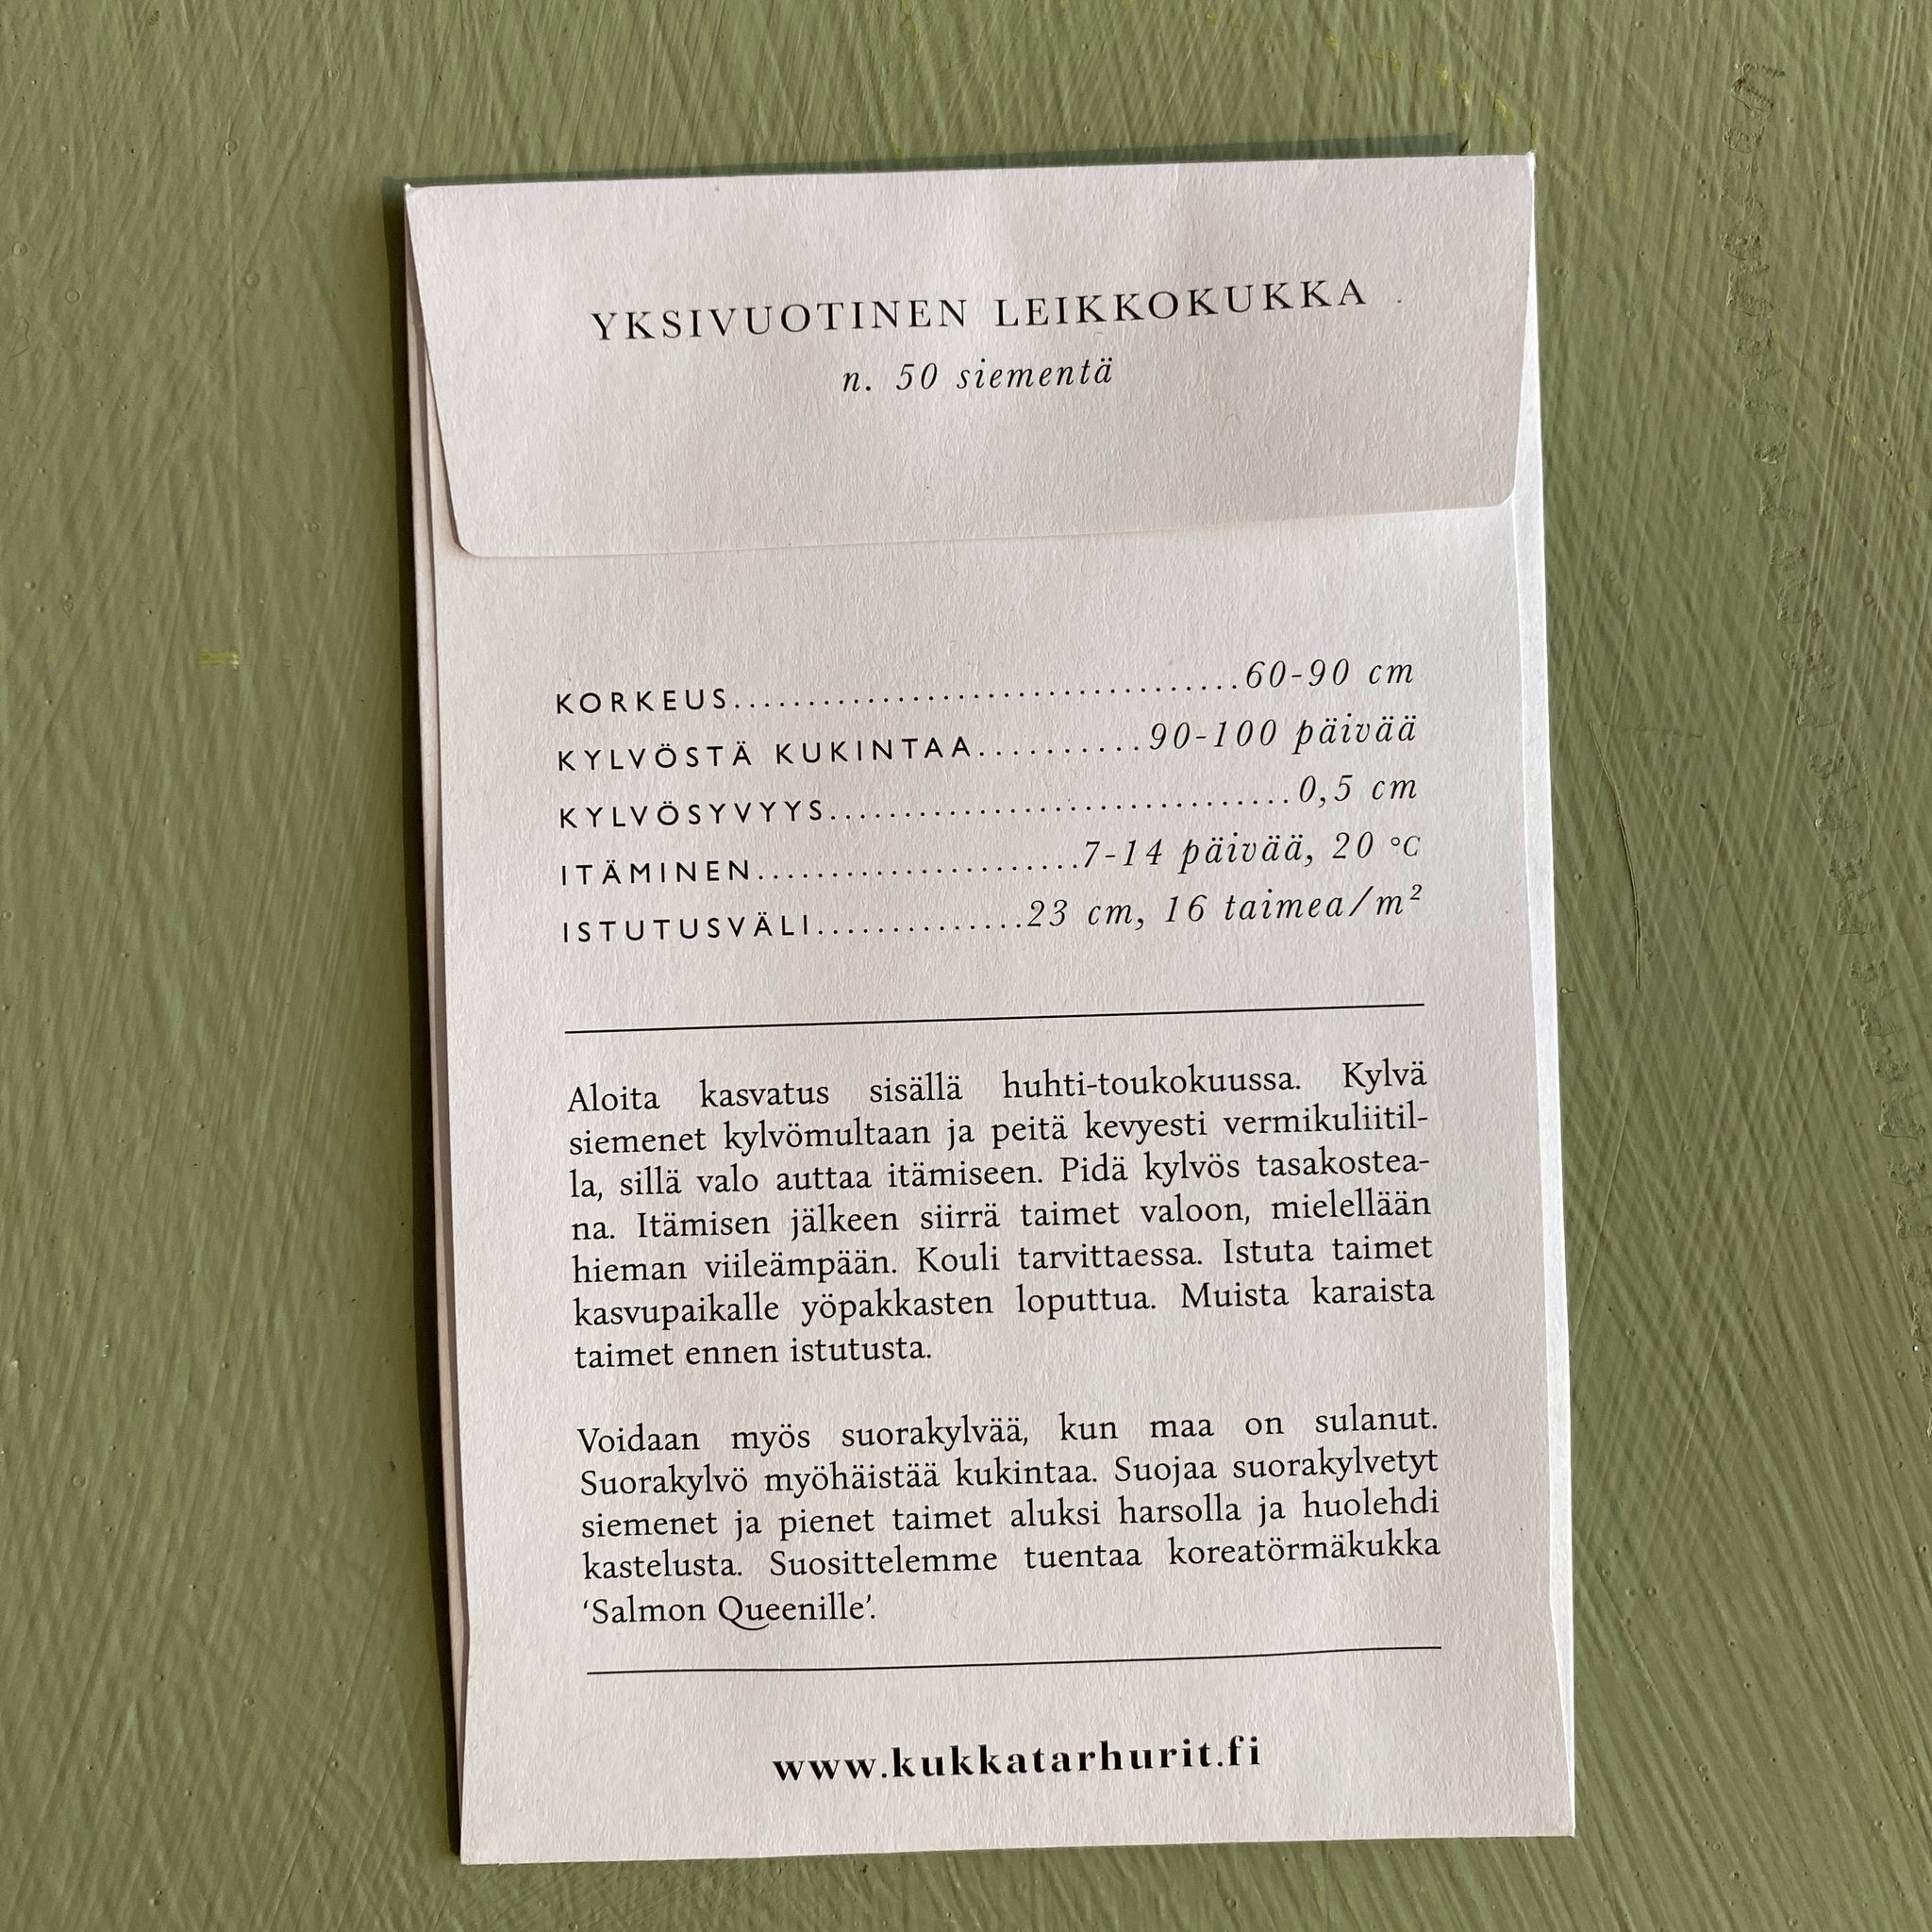 YKSIVUOTINEN LEIKKOKUKKA
n. 50 siementä
KORKEUS..................................60-90 cm
KYLVÖSTÄ KUKINTAA...........90-100 päivää
KYLVÖSYVYYS...............................0,5 cm
ITÄMINEN......................7-14 päivää, 20 °C
ISTUTUSVÄLI..............23 cm, 16 taimea/m²
Aloita kasvatus sisällä huhti-toukokuussa. Kylvä
siemenet kylvömultaan ja peitä kevyesti vermikuliitil-
la, sillä valo auttaa itämiseen. Pidä kylvös tasakostea-
na. Itämisen jälkeen siirrä taimet valoon, mielellään
hieman viileämpään. Kouli tarvittaessa. Istuta taimet
kasvupaikalle yöpakkasten loputtua. Muista karaista
taimet ennen istutusta.
Voidaan myös suorakylvää, kun maa on sulanut.
Suorakylvö myöhäistää kukintaa. Suojaa suorakylvetyt
siemenet ja pienet taimet aluksi harsolla ja huolehdi
kastelusta. Suosittelemme tuentaa koreatörmäkukka
‘Salmon Queenille’.
www.kukkatarhurit.fi